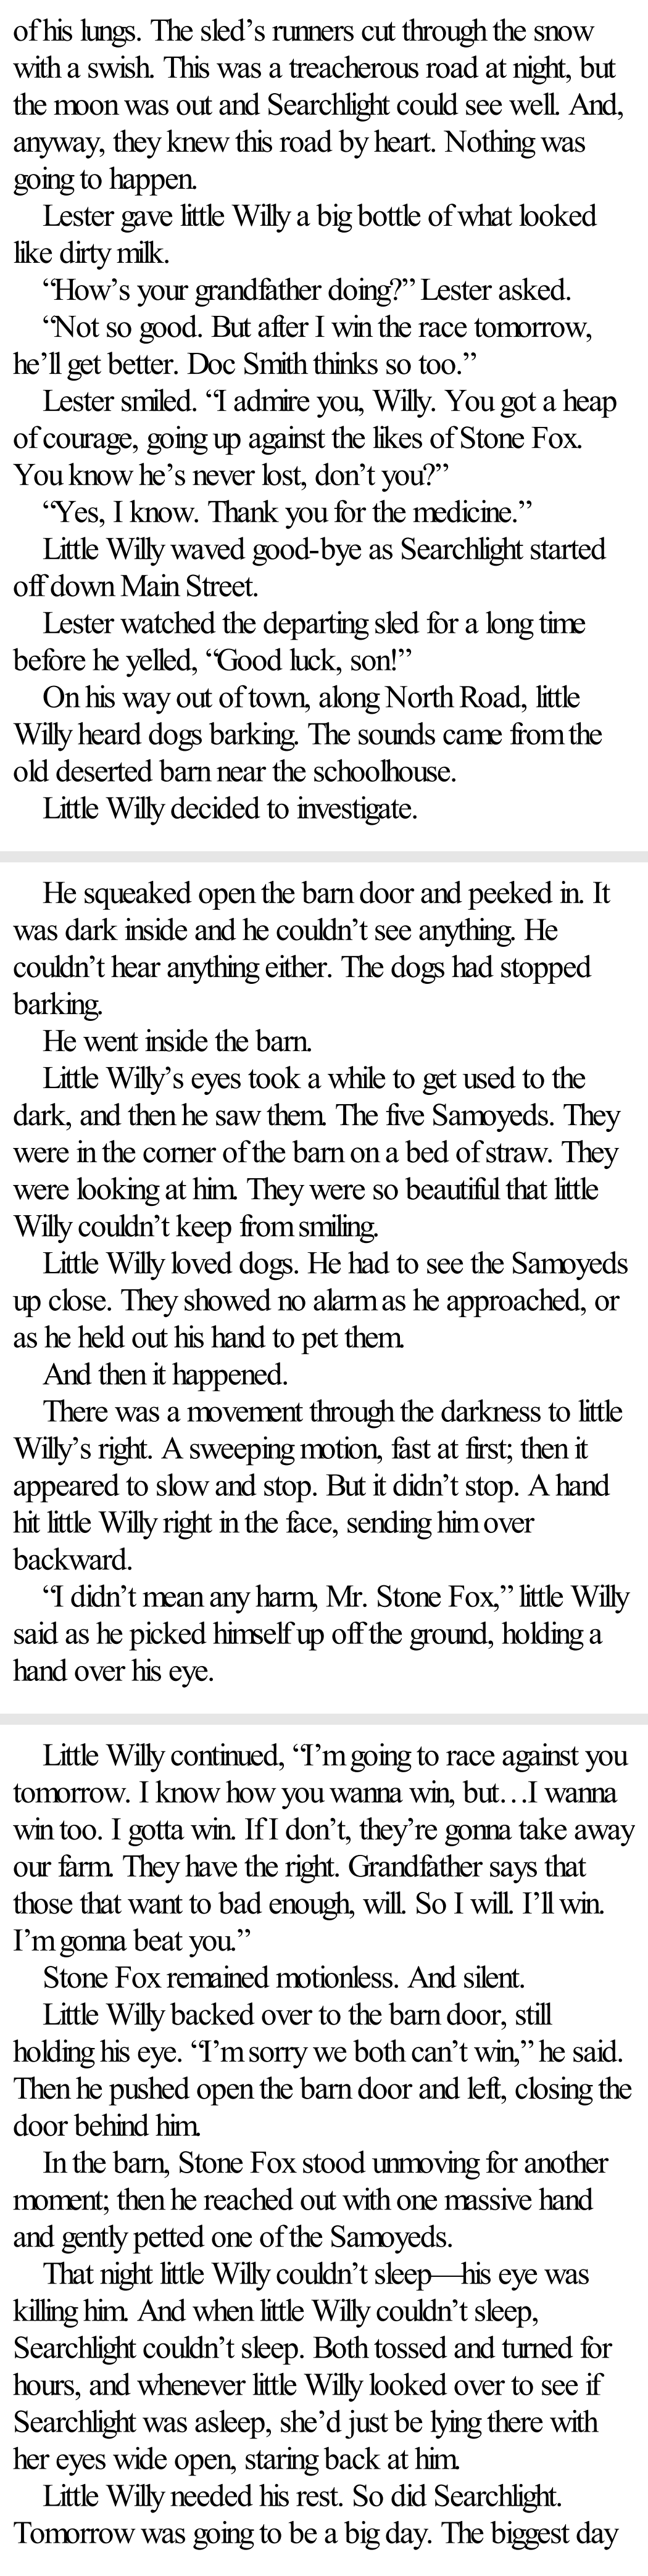 of his lungs. The sled’s runners cut through the snow
with a swish. This was a treacherous road at night, but
the moon was out and Searchlight could see well. And,
anyway, they knew this road by heart. Nothing was
going to happen.
Lester gave little Willy a big bottle of what looked
like dirty milk.
“How’s your grandfather doing?” Lester asked.
“Not so good. But after I win the race tomorrow,
he’ll get better. Doc Smith thinks so too.”
Lester smiled. “I admire you, Willy. You got a heap
of courage, going up against the likes of Stone Fox.
You know he’s never lost, don’t you?”
“Yes, I know. Thank you for the medicine.”
Little Willy waved good-bye as Searchlight started
off down Main Street.
Lester watched the departing sled for a long time
before he yelled, “Good luck, son!”
On his way out of town, along North Road, little
Willy heard dogs barking. The sounds came from the
old deserted barn near the schoolhouse.
Little Willy decided to investigate.
He squeaked open the barn door and peeked in. It
was dark inside and he couldn’t see anything. He
couldn’t hear anything either. The dogs had stopped
barking.
He went inside the barn.
Little Willy’s eyes took a while to get used to the
dark, and then he saw them. The five Samoyeds. They
were in the corner of the barn on a bed of straw. They
were looking at him. They were so beautiful that little
Willy couldn’t keep from smiling.
Little Willy loved dogs. He had to see the Samoyeds
up close. They showed no alarm as he approached, or
as he held out his hand to pet them.
And then it happened.
There was a movement through the darkness to little
Willy’s right. A sweeping motion, fast at first; then it
appeared to slow and stop. But it didn’t stop. A hand
hit little Willy right in the face, sending him over
backward.
“I didn’t mean any harm, Mr. Stone Fox,” little Willy
said as he picked himself up off the ground, holding a
hand over his eye.
Little Willy continued, “I’m going to race against you
tomorrow. I know how you wanna win, but…I wanna
win too. I gotta win. If I don’t, they’re gonna take away
our farm. They have the right. Grandfather says that
those that want to bad enough, will. So I will. I’ll win.
I’m gonna beat you.”
Stone Fox remained motionless. And silent.
Little Willy backed over to the barn door, still
holding his eye. “I’m sorry we both can’t win,” he said.
Then he pushed open the barn door and left, closing the
door behind him.
In the barn, Stone Fox stood unmoving for another
moment; then he reached out with one massive hand
and gently petted one of the Samoyeds.
That night little Willy couldn’t sleep—his eye was
killing him. And when little Willy couldn’t sleep,
Searchlight couldn’t sleep. Both tossed and turned for
hours, and whenever little Willy looked over to see if
Searchlight was asleep, she’d just be lying there with
her eyes wide open, staring back at him.
Little Willy needed his rest. So did Searchlight.
Tomorrow was going to be a big day. The biggest day